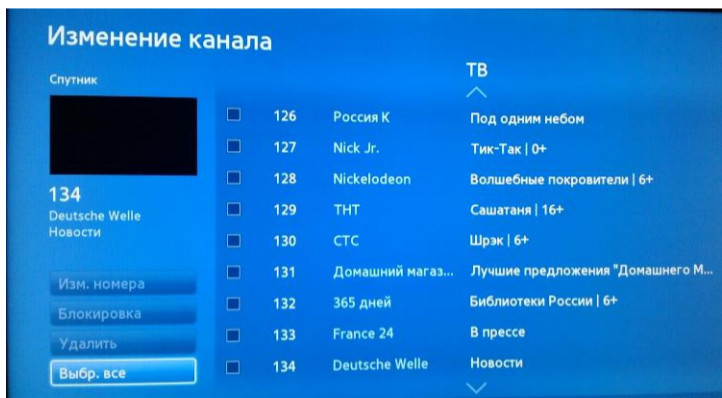 Изменение канала
Спутник
ТВ
126 Россия К Под одним небом
127 Nick Jr. Тик-Так | 0+
128 Nickelodeon Волшебные покровители | 6+
129 ТНТ Сашатаня | 16+
130 СТС Шрэк | 6+
131 Домашний магаз... Лучшие предложения "Домашнего М...
132 365 дней Библиотеки России | 6+
133 France 24 В прессе
134 Deutsche Welle Новости
134
Deutsche Welle
Новости
Изм. номера
Блокировка
Удалить
Выбр. все